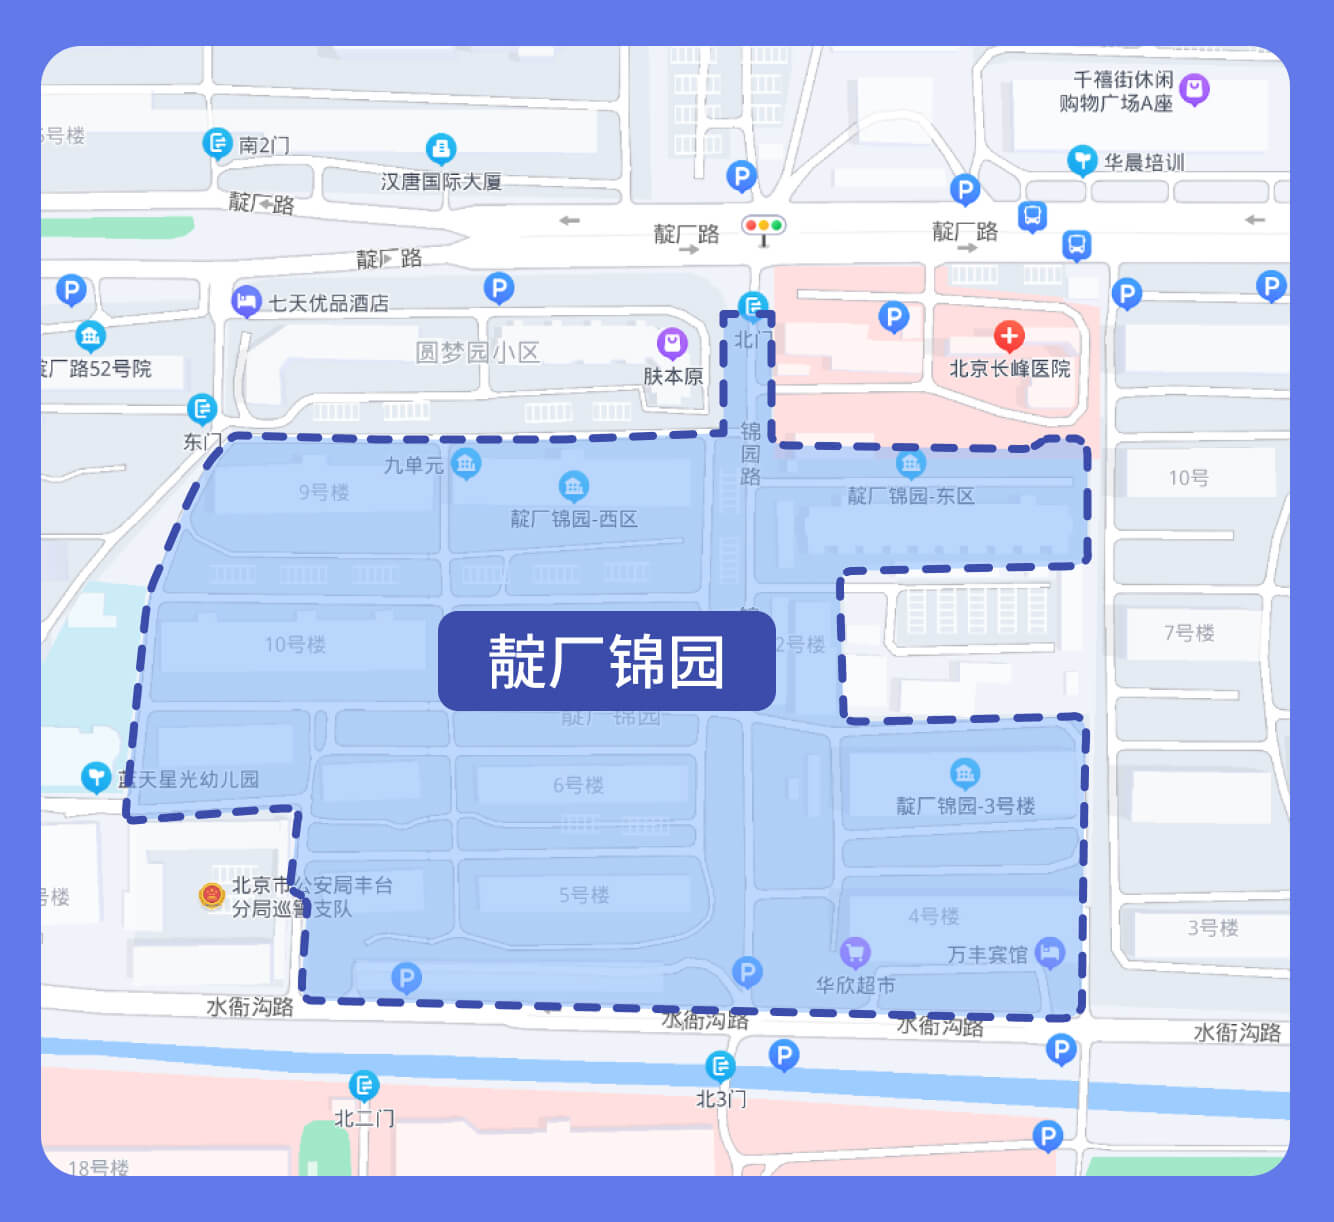 千禧街休闲
购物广场A座
5号楼
南2门
汉唐国际大厦
华晨培训
靛厂路
靛厂路
靛厂路
靛厂路
七天优品酒店
北门
圆梦园小区
肤本原
北京长峰医院
靛厂路52号院
东门
锦园路
九单元
9号楼
靛厂锦园-西区
靛厂锦园-东区
10号
10号楼
靛厂锦园
2号楼
7号楼
靛厂锦园
蓝天星光幼儿园
6号楼
靛厂锦园-3号楼
号楼
北京市公安局丰台
分局巡警支队
5号楼
4号楼
3号楼
万丰宾馆
华欣超市
水衙沟路
水衙沟路
水衙沟路
水衙沟路
北二门
北3门
18号楼